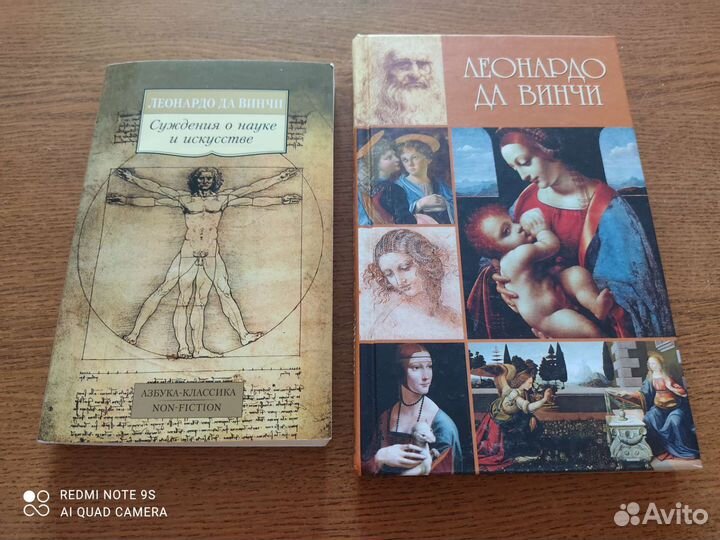 ЛЕОНАРДО ДА ВИНЧИ
Суждения о науке
и искусстве
АЗБУКА-КЛАССИКА
NON-FICTION
ЛЕОНАРДО
ДА ВИНЧИ
REDMI NOTE 9S
AI QUAD CAMERA
Avito